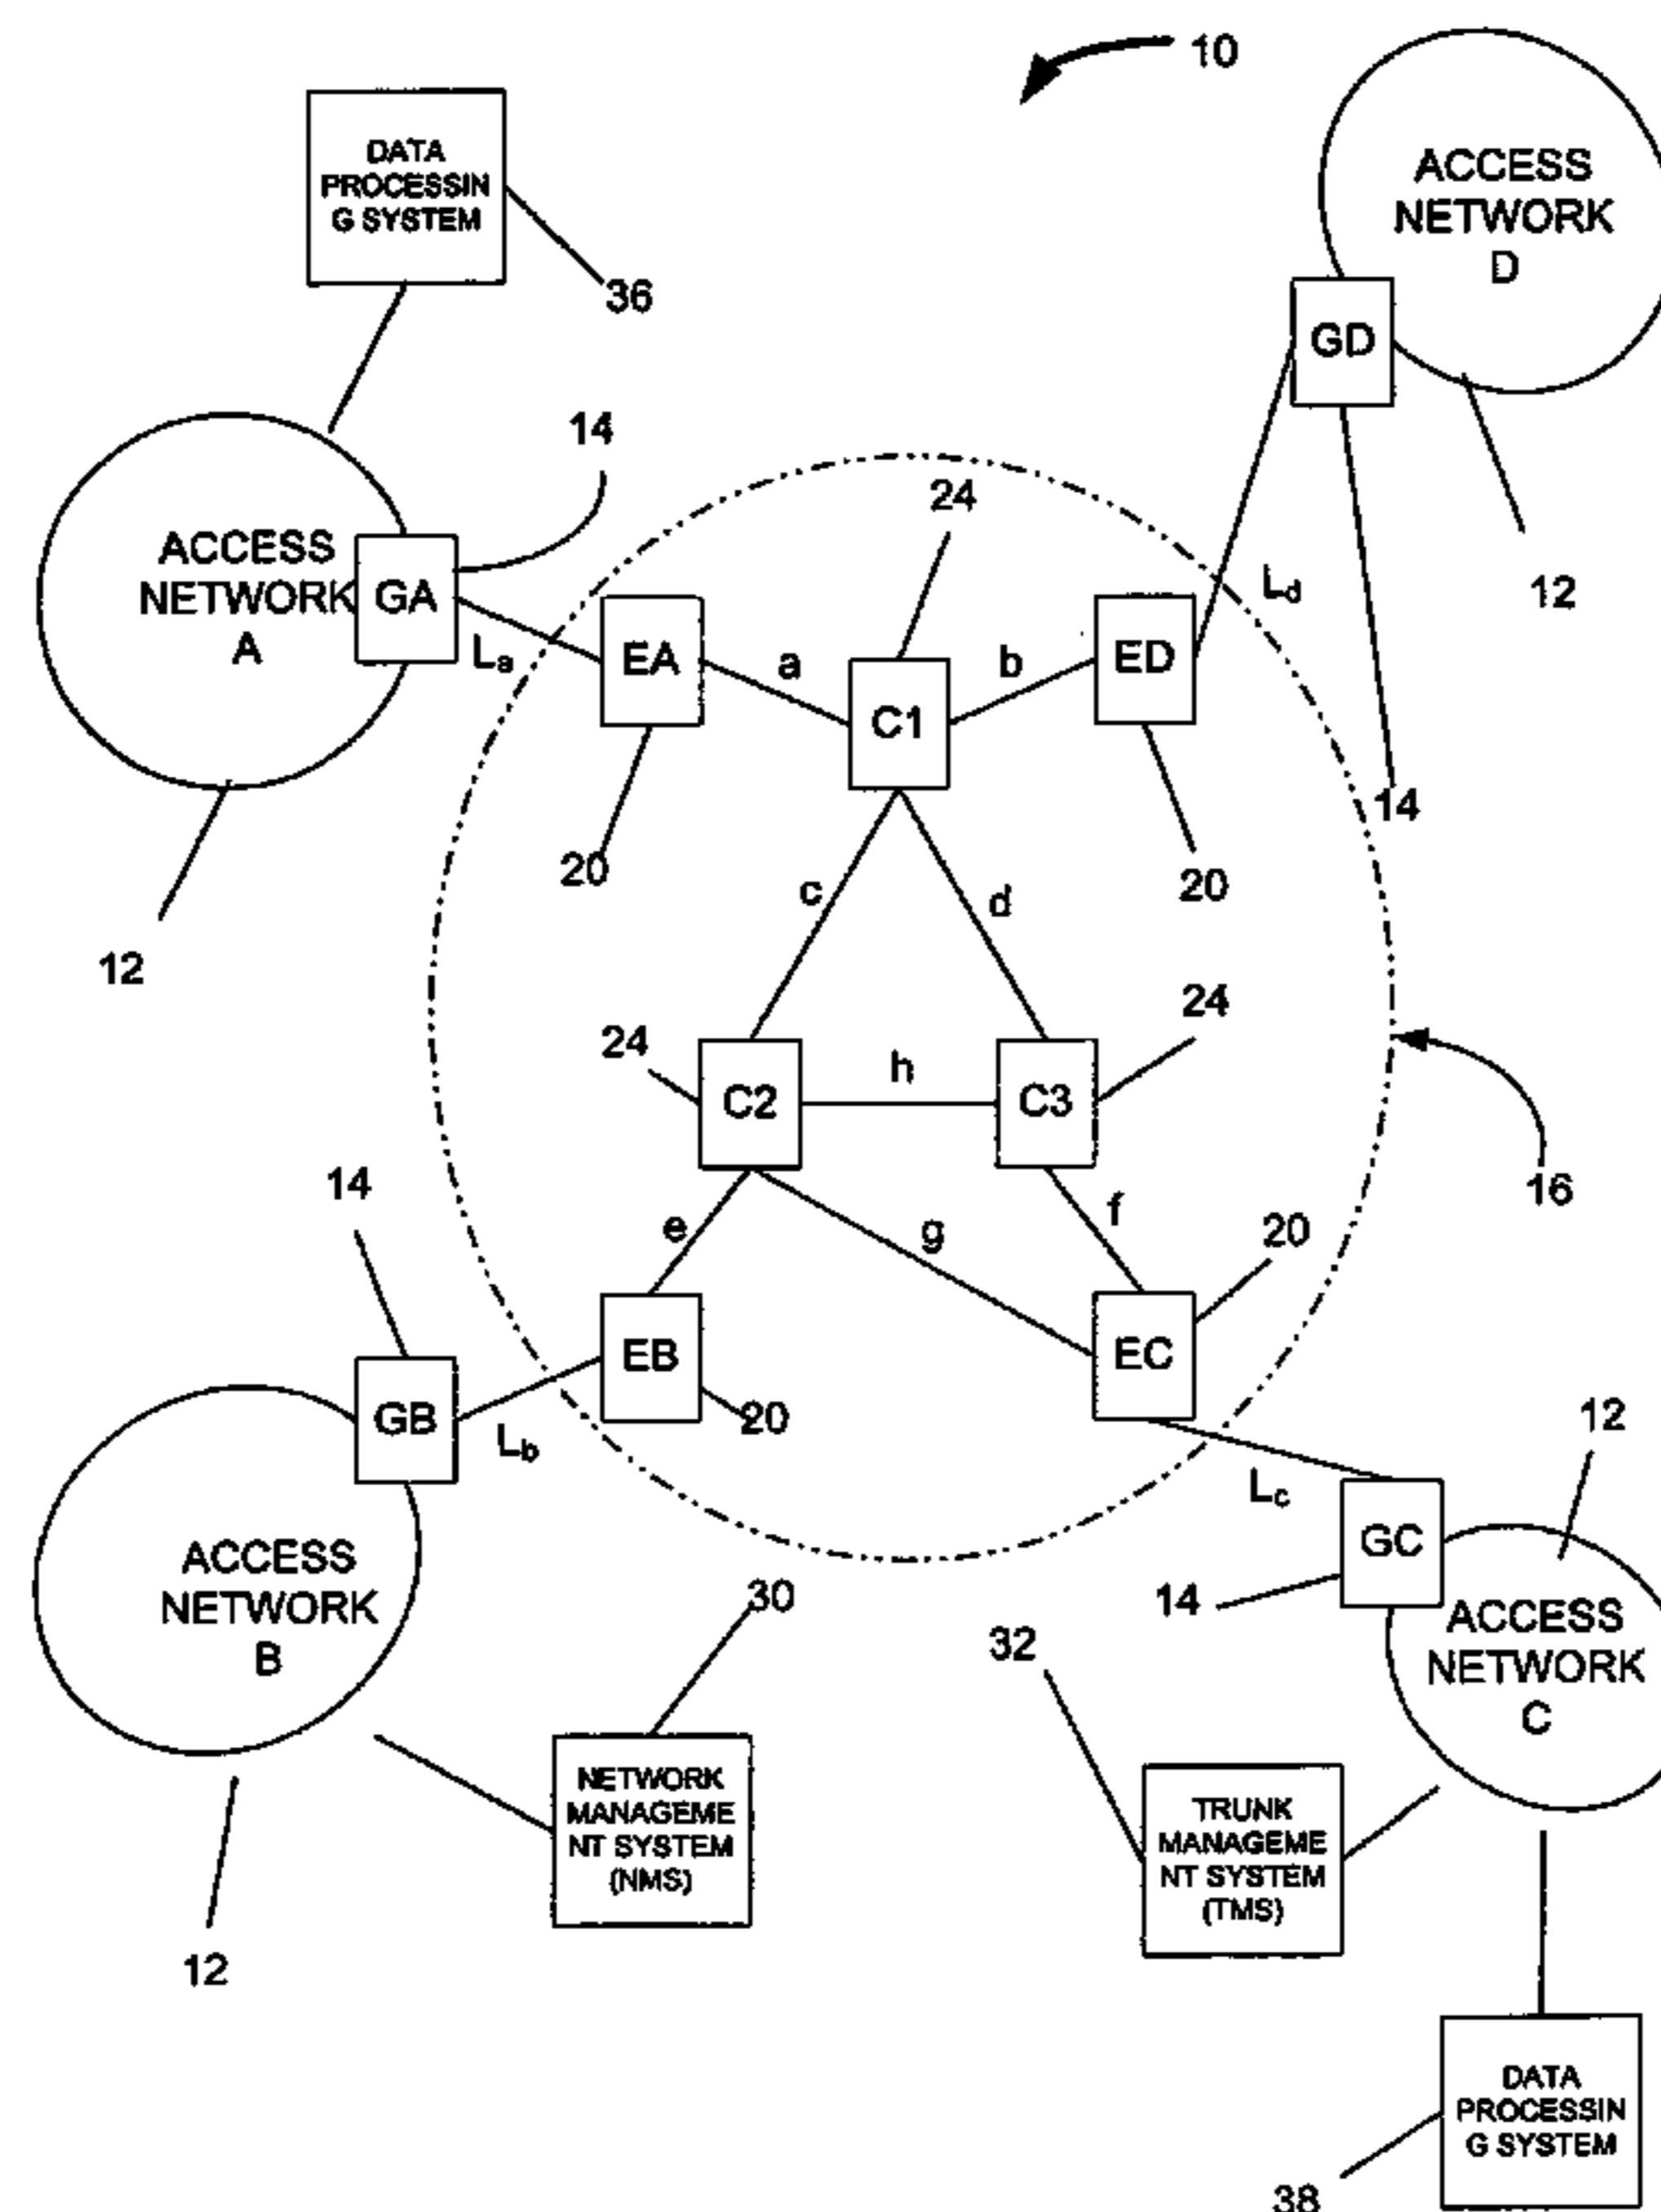 10
DATA
PROCESSIN
G SYSTEM
36
ACCESS
NETWORK
D
GD
12
14
14
ACCESS
NETWORK
A
GA
La
12
24
EA
a
C1
b
ED
Ld
20
20
c
d
24
24
C2
h
C3
16
14
e
g
f
20
EB
EC
20
GB
Lb
Lc
12
GC
14
ACCESS
NETWORK
B
12
30
NETWORK
MANAGEME
NT SYSTEM
(NMS)
32
ACCESS
NETWORK
C
TRUNK
MANAGEME
NT SYSTEM
(TMS)
DATA
PROCESSIN
G SYSTEM
38